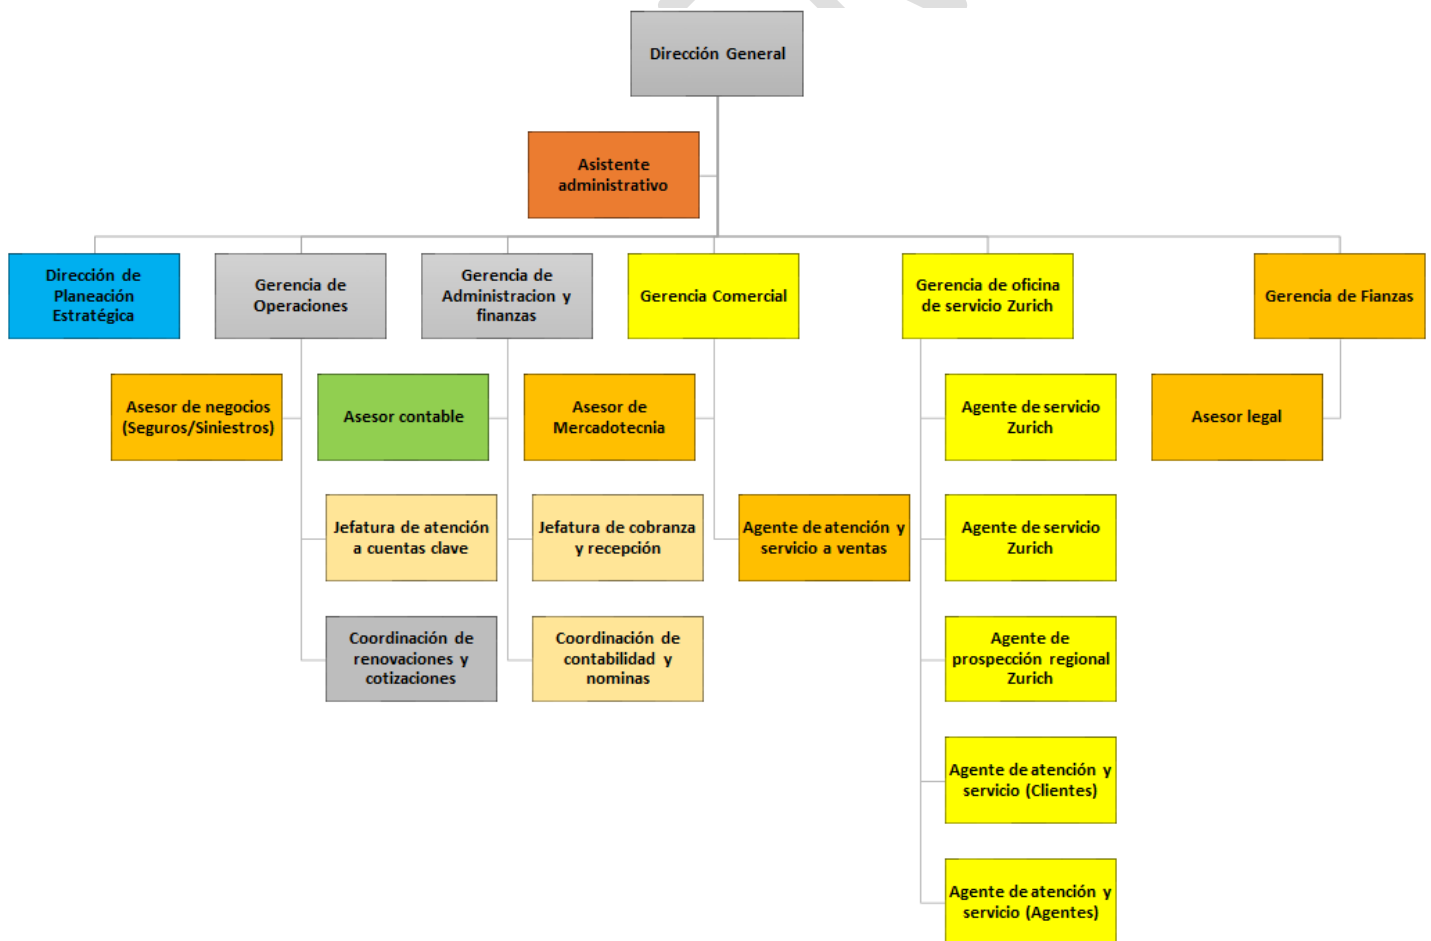 Dirección General
Asistente
administrativo
Dirección de
Planeación
Estratégica
Gerencia de
Operaciones
Gerencia de
Administracion y
finanzas
Gerencia Comercial
Gerencia de oficina
de servicio Zurich
Gerencia de Fianzas
Asesor de negocios
(Seguros/Siniestros)
Asesor contable
Asesor de
Mercadotecnia
Agente de servicio
Zurich
Asesor legal
Jefatura de atención
a cuentas clave
Jefatura de cobranza
y recepción
Agente de atención y
servicio a ventas
Agente de servicio
Zurich
Coordinación de
renovaciones y
cotizaciones
Coordinación de
contabilidad y
nominas
Agente de
prospección regional
Zurich
Agente de atención y
servicio (Clientes)
Agente de atención y
servicio (Agentes)